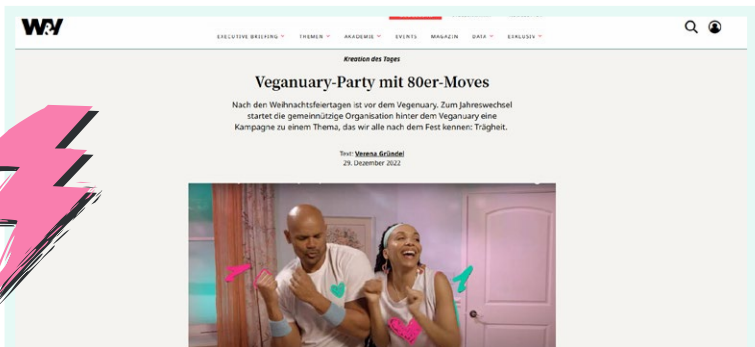 W&V
EXECUTIVE BRIEFING THEMEN AKADEMIE EVENTS MAGAZIN DATA EXKLUSIV
Kreation des Tages
Veganuary-Party mit 80er-Moves
Nach den Weihnachtsfeiertagen ist vor dem Vegenuary. Zum Jahreswechsel
startet die gemeinnützige Organisation hinter dem Veganuary eine
Kampagne zu einem Thema, das wir alle nach dem Fest kennen: Trägheit.
Text: Verena Gründel
29. Dezember 2022